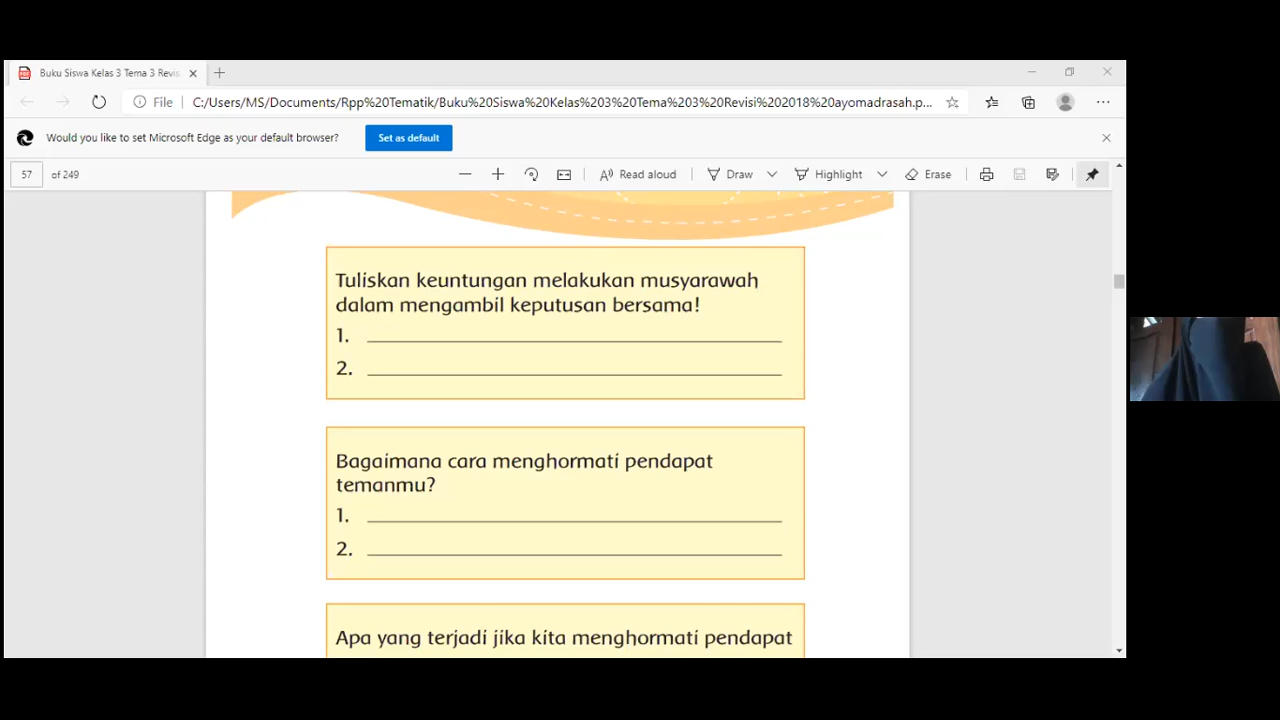 Buku Siswa Kelas 3 Tema 3 Revis
File
C:/Users/MS/Documents/Rpp%20Tematik/Buku%20Siswa%20Kelas%203%20Tema%203%20Revisi%202018%20ayomadrasah.p...
Would you like to set Microsoft Edge as your default browser?
Set as default
57 of 249
Read aloud
Draw
Highlight
Erase
Tuliskan keuntungan melakukan musyarawah
dalam mengambil keputusan bersama!
1.
2.
Bagaimana cara menghormati pendapat
temanmu?
1.
2.
Apa yang terjadi jika kita menghormati pendapat